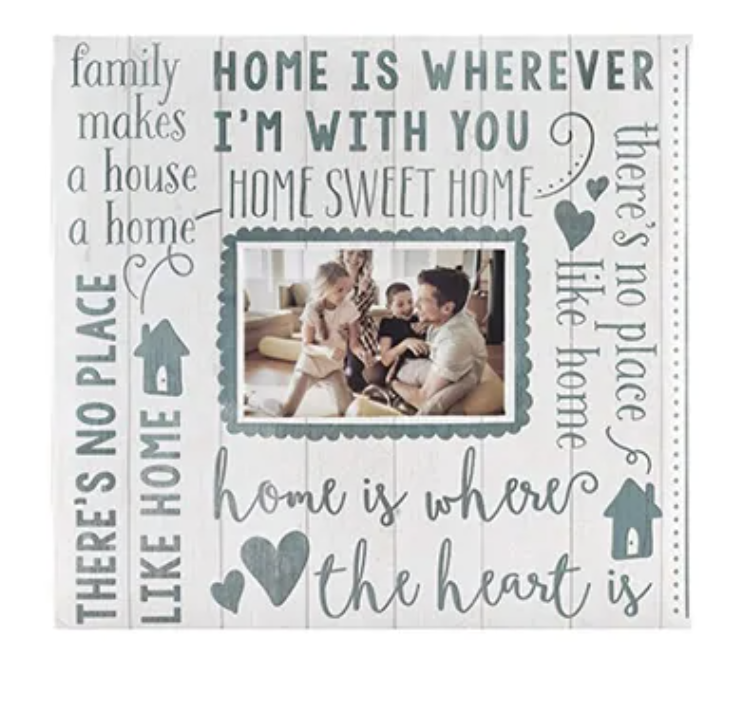 family
makes
a house
a home
HOME IS WHEREVER
I'M WITH YOU
HOME SWEET HOME
there's no place
like home
THERE'S NO PLACE
LIKE HOME
home is where
the heart is